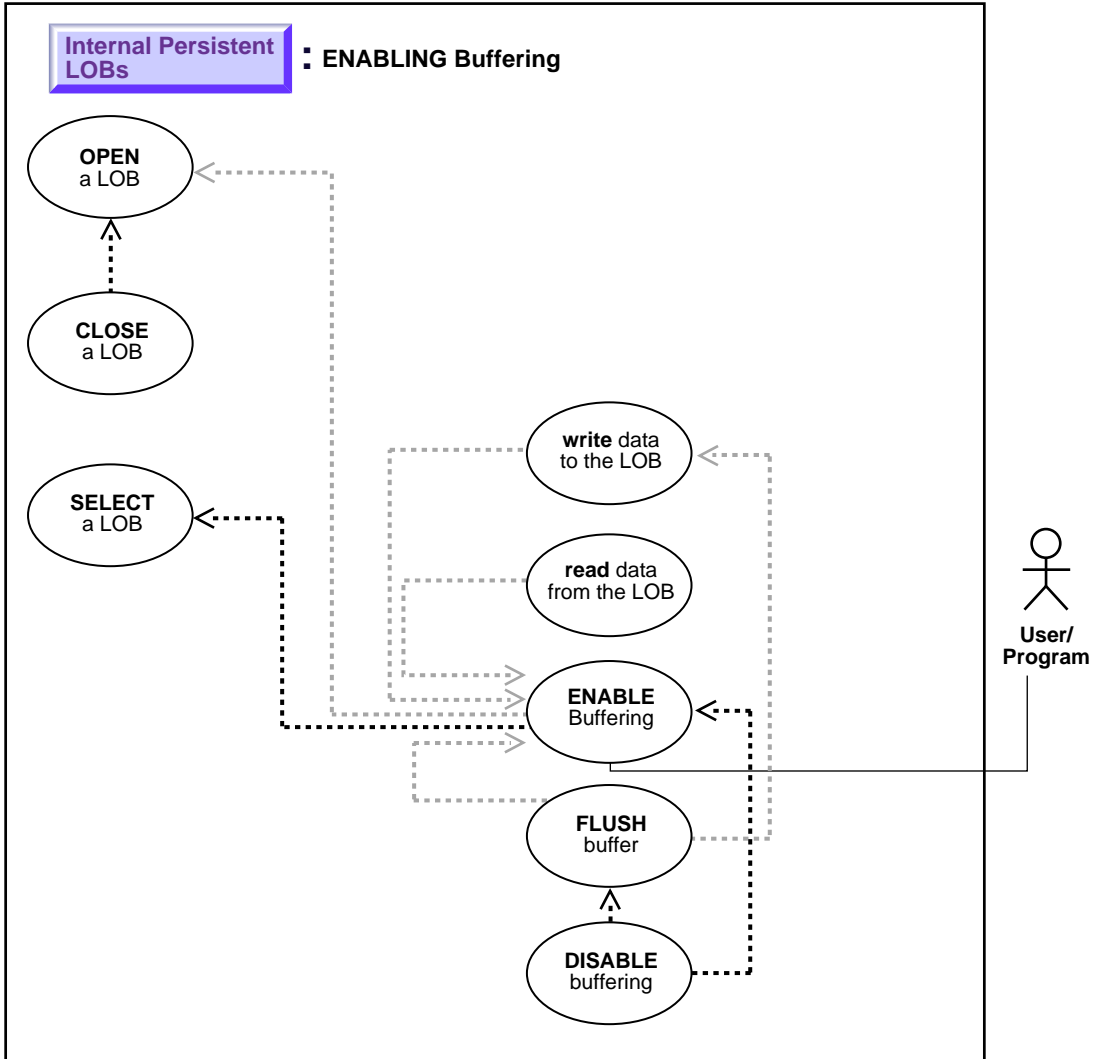 Internal Persistent
LOBs
: ENABLING Buffering
OPEN
a LOB
CLOSE
a LOB
SELECT
a LOB
write data
to the LOB
read data
from the LOB
ENABLE
Buffering
FLUSH
buffer
DISABLE
buffering
User/
Program